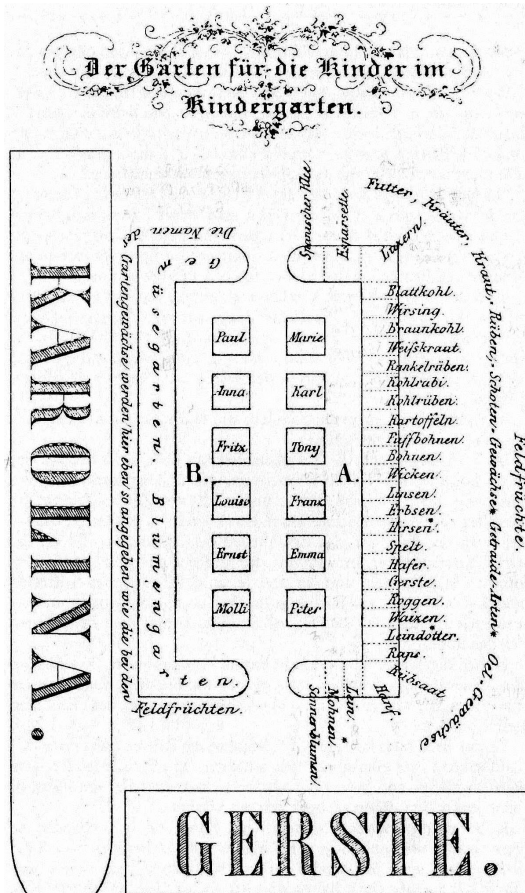 Der Garten für die Kinder im
Kindergarten.
KAROLINA.
Die Namen der
Gartengewächse werden hier eben so angegeben, wie die bei den
Feldfrüchten.
Gemüsegarten. Blumengarten.
B.
Paul
Anna
Fritz
Louise
Ernst
Molli
Marie
Karl
Tony
Franz
Emma
Peter
A.
Spanischer Klee
Esparsette
Luzern.
Blattkohl.
Wirsing.
Braunkohl.
Weißkraut.
Runkelrüben.
Kohlrabi.
Kohlrüben.
Kartoffeln.
Puffbohnen.
Bohnen.
Wicken.
Linsen.
Erbsen.
Hirsen.
Spelt.
Hafer.
Gerste.
Roggen.
Waizen.
Leindotter.
Raps.
Rübsaat
Hanf.
Lein.
Mohnen.
Sonnenblumen.
Futter, Kräuter, Kraut, Rüben, Schoten-Gewächse Getraide-Arten Oel-Gewächse
Feldfrüchte.
GERSTE.